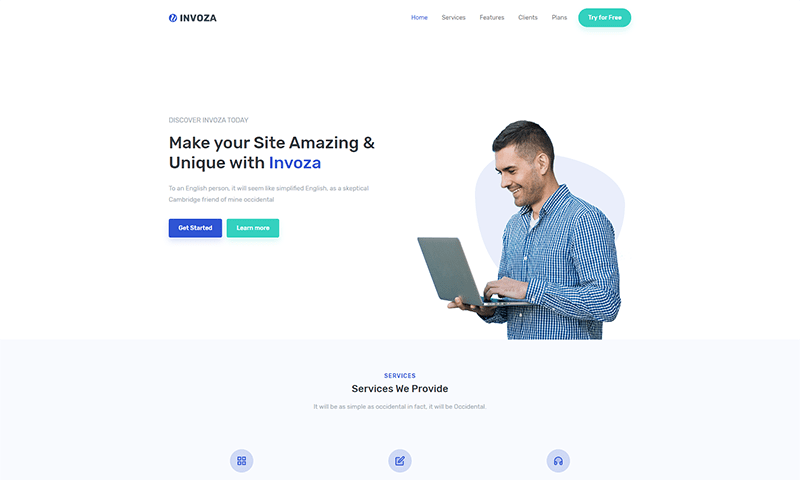 INVOZA
Home Services Features Clients Plans Try for Free
DISCOVER INVOZA TODAY
Make your Site Amazing &
Unique with Invoza
To an English person, it will seem like simplified English, as a skeptical
Cambridge friend of mine occidental
Get Started Learn more
SERVICES
Services We Provide
It will be as simple as occidental in fact, it will be Occidental.